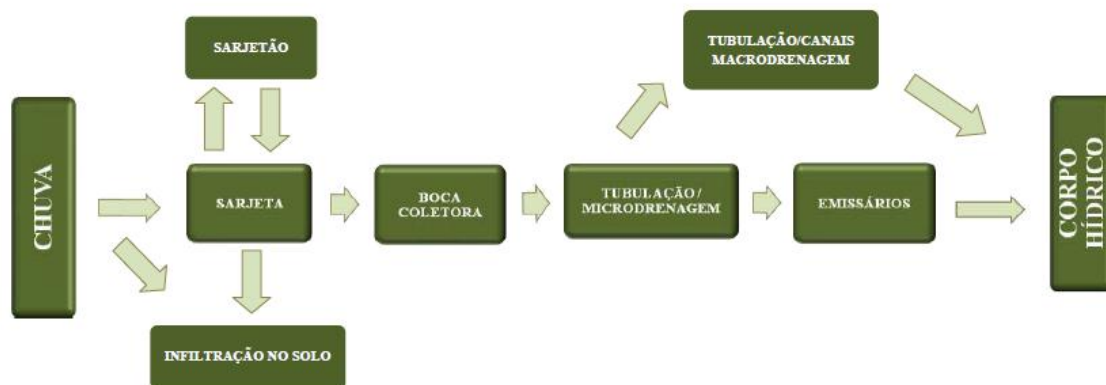 SARJETÃO
TUBULAÇÃO/CANAIS
MACRODRENAGEM
CHUVA
SARJETA
BOCA
COLETORA
TUBULAÇÃO /
MICRODRENAGEM
EMISSÁRIOS
CORPO
HÍDRICO
INFILTRAÇÃO NO SOLO